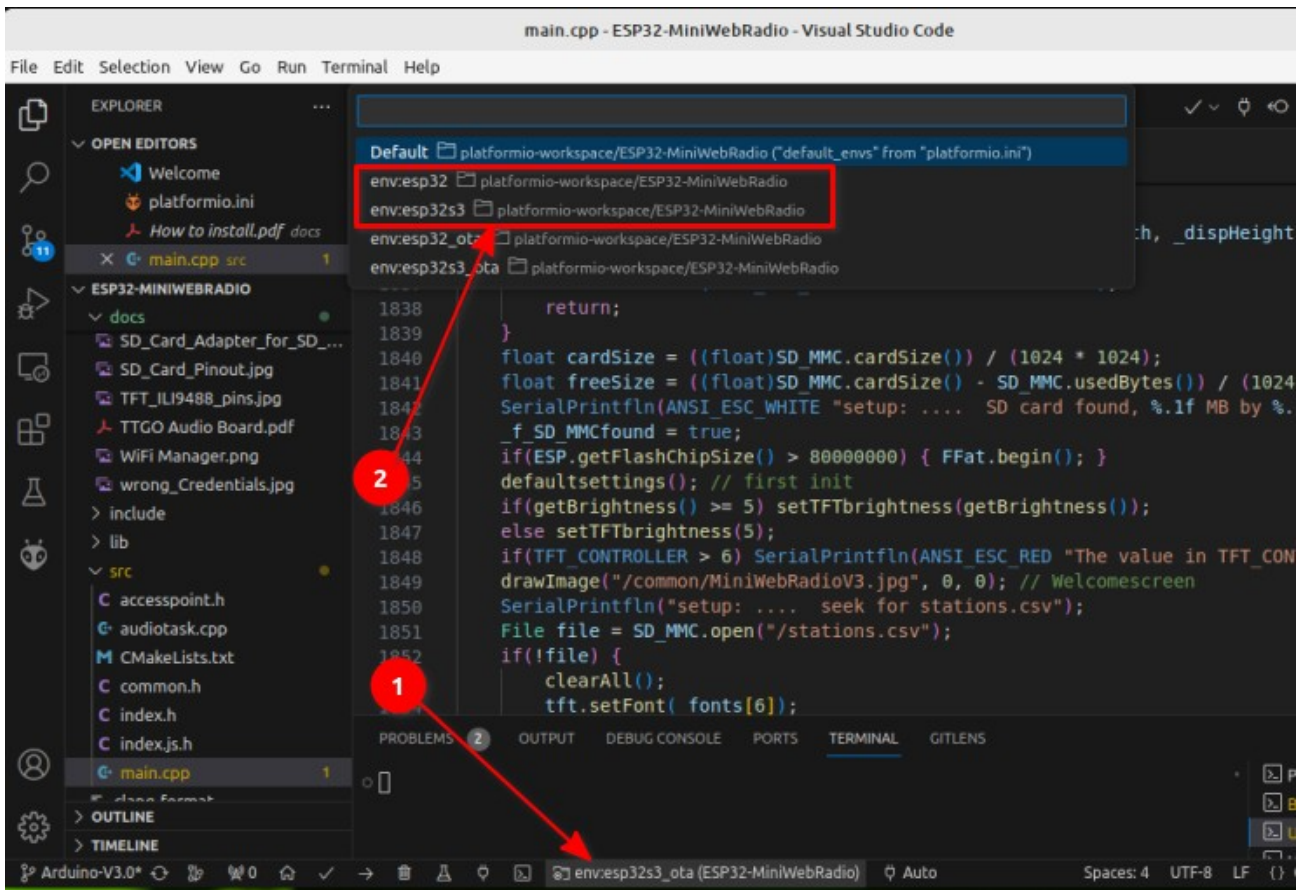 main.cpp - ESP32-MiniWebRadio - Visual Studio Code
File Edit Selection View Go Run Terminal Help
EXPLORER ...
OPEN EDITORS
Welcome
platformio.ini
How to install.pdf docs
main.cpp src 1
11
ESP32-MINIWEBRADIO
docs
SD_Card_Adapter_for_SD_...
SD_Card_Pinout.jpg
TFT_ILI9488_pins.jpg
TTGO Audio Board.pdf
WiFi Manager.png
wrong_Credentials.jpg
include
lib
src
accesspoint.h
audiotask.cpp
CMakeLists.txt
common.h
index.h
index.js.h
main.cpp 1
OUTLINE
TIMELINE
Default platformio-workspace/ESP32-MiniWebRadio ("default_envs" from "platformio.ini")
env:esp32 platformio-workspace/ESP32-MiniWebRadio
env:esp32s3 platformio-workspace/ESP32-MiniWebRadio
env:esp32_ota platformio-workspace/ESP32-MiniWebRadio
env:esp32s3_ota platformio-workspace/ESP32-MiniWebRadio
_dispHeight
1838 return;
1839 }
1840 float cardSize = ((float)SD_MMC.cardSize()) / (1024 * 1024);
1841 float freeSize = ((float)SD_MMC.cardSize() - SD_MMC.usedBytes()) / (1024
1842 SerialPrintfln(ANSI_ESC_WHITE "setup: .... SD card found, %.1f MB by %.
1843 _f_SD_MMCfound = true;
44 if(ESP.getFlashChipSize() > 80000000) { FFat.begin(); }
45 defaultsettings(); // first init
1846 if(getBrightness() >= 5) setTFTbrightness(getBrightness());
1847 else setTFTbrightness(5);
1848 if(TFT_CONTROLLER > 6) SerialPrintfln(ANSI_ESC_RED "The value in TFT_CON
1849 drawImage("/common/MiniWebRadioV3.jpg", 0, 0); // Welcomescreen
1850 SerialPrintfln("setup: .... seek for stations.csv");
1851 File file = SD_MMC.open("/stations.csv");
1852 if(!file) {
clearAll();
tft.setFont(_fonts[6]);
2
1
PROBLEMS 2 OUTPUT DEBUG CONSOLE PORTS TERMINAL GITLENS
Arduino-V3.0* 0 env:esp32s3_ota (ESP32-MiniWebRadio) Auto Spaces: 4 UTF-8 LF {}